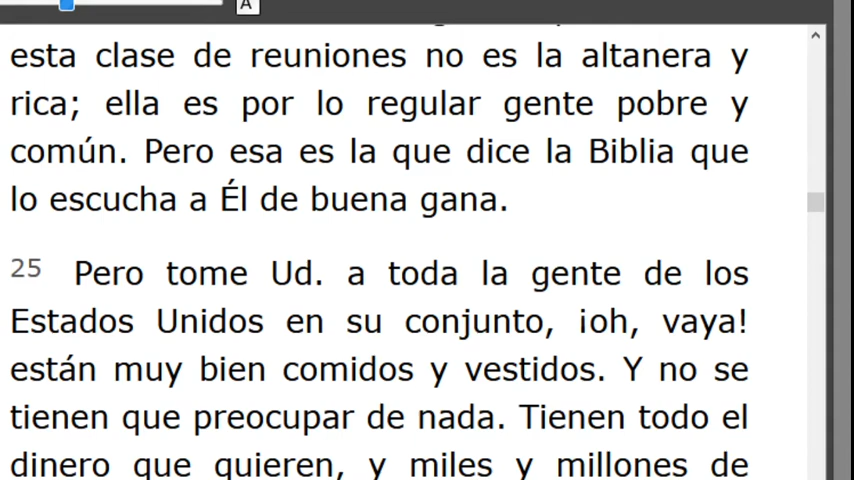 A
esta clase de reuniones no es la altanera y
rica; ella es por lo regular gente pobre y
común. Pero esa es la que dice la Biblia que
lo escucha a Él de buena gana.
25 Pero tome Ud. a toda la gente de los
Estados Unidos en su conjunto, ¡oh, vaya!
están muy bien comidos y vestidos. Y no se
tienen que preocupar de nada. Tienen todo el
dinero que quieren, y miles y millones de